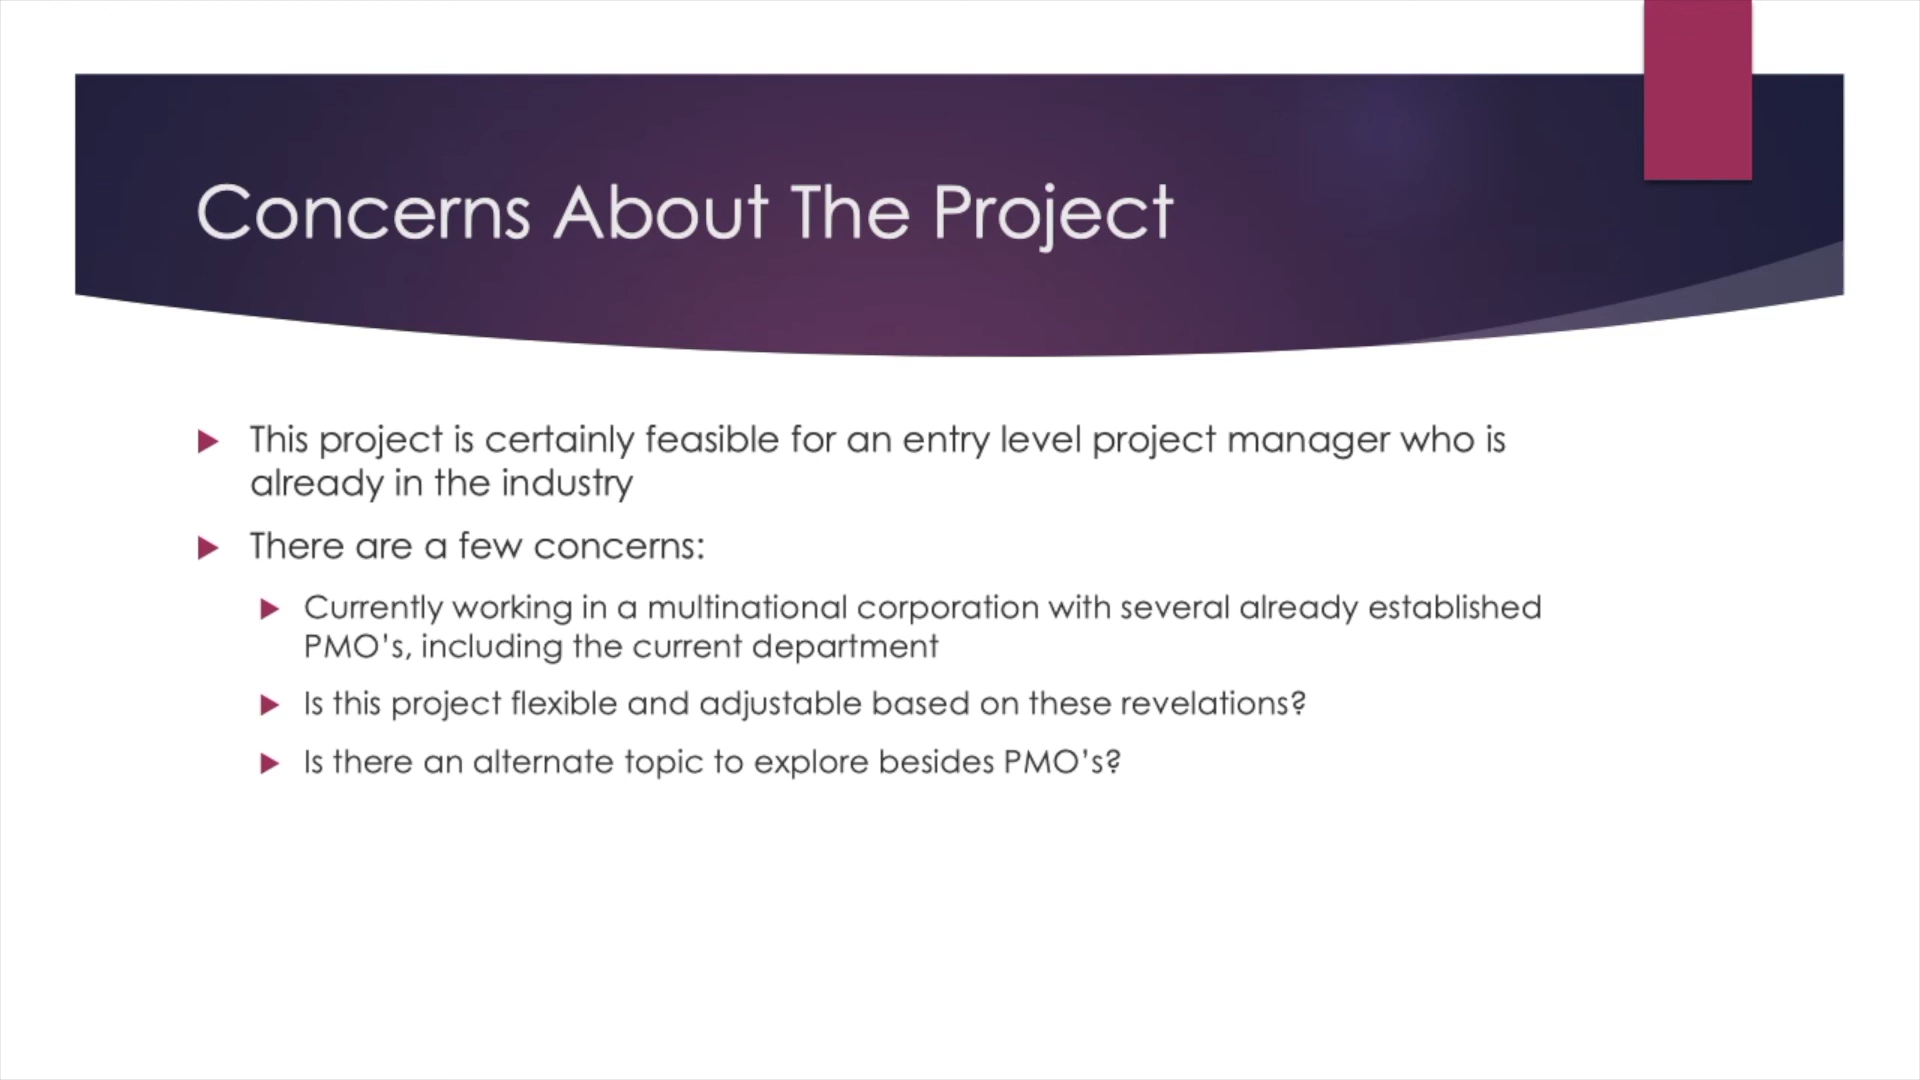 Concerns About The Project
This project is certainly feasible for an entry level project manager who is
already in the industry
There are a few concerns:
Currently working in a multinational corporation with several already established
PMO's, including the current department
Is this project flexible and adjustable based on these revelations?
Is there an alternate topic to explore besides PMO's?